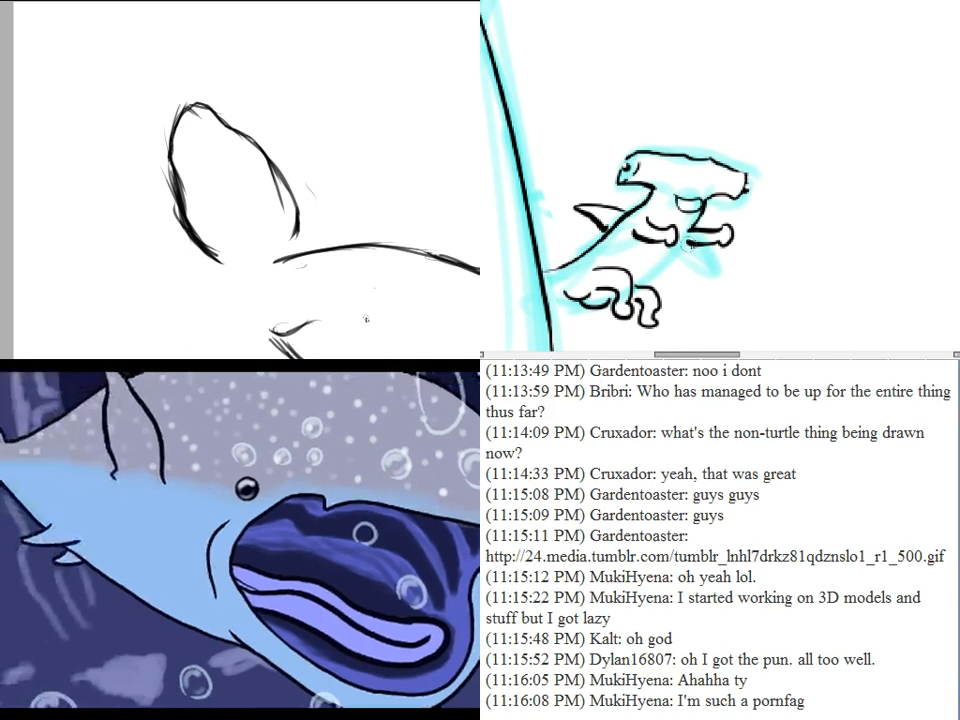 (11:13:49 PM) Gardentoaster: noo i dont
(11:13:59 PM) Bribri: Who has managed to be up for the entire thing
thus far?
(11:14:09 PM) Cruxador: what's the non-turtle thing being drawn
now?
(11:14:33 PM) Cruxador: yeah, that was great
(11:15:08 PM) Gardentoaster: guys guys
(11:15:09 PM) Gardentoaster: guys
(11:15:11 PM) Gardentoaster:
http://24.media.tumblr.com/tumblr_lnhl7drkz81qdznslo1_r1_500.gif
(11:15:12 PM) MukiHyena: oh yeah lol.
(11:15:22 PM) MukiHyena: I started working on 3D models and
stuff but I got lazy
(11:15:48 PM) Kalt: oh god
(11:15:52 PM) Dylan16807: oh I got the pun. all too well.
(11:16:05 PM) MukiHyena: Ahahha ty
(11:16:08 PM) MukiHyena: I'm such a pornfag